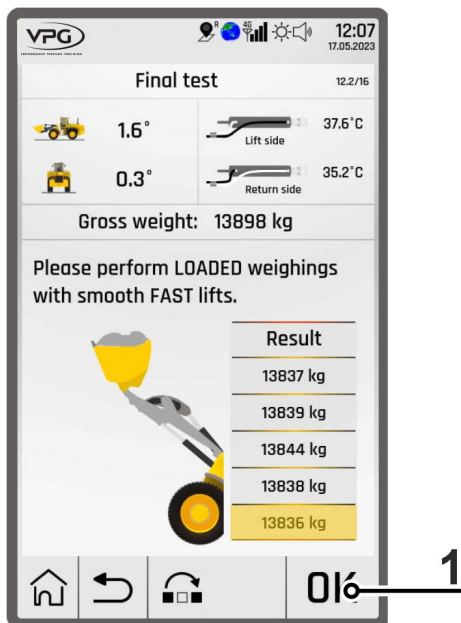 VPG
R 4G 12:07
17.05.2023
Final test 12.2/16
1.6° Lift side 37.6°C
0.3° Return side 35.2°C
Gross weight: 13898 kg
Please perform LOADED weighings
with smooth FAST lifts.
Result
13837 kg
13839 kg
13844 kg
13838 kg
13836 kg
OK
1